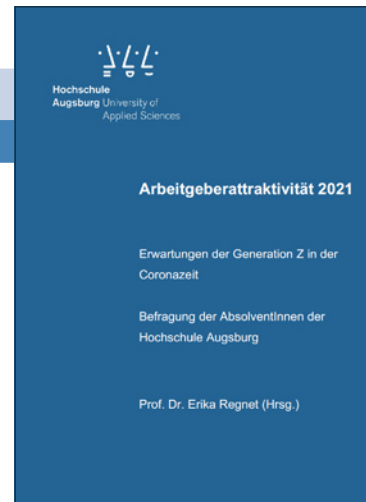 Hochschule
Augsburg University of
Applied Sciences
Arbeitgeberattraktivität 2021
Erwartungen der Generation Z in der
Coronazeit
Befragung der AbsolventInnen der
Hochschule Augsburg
Prof. Dr. Erika Regnet (Hrsg.)